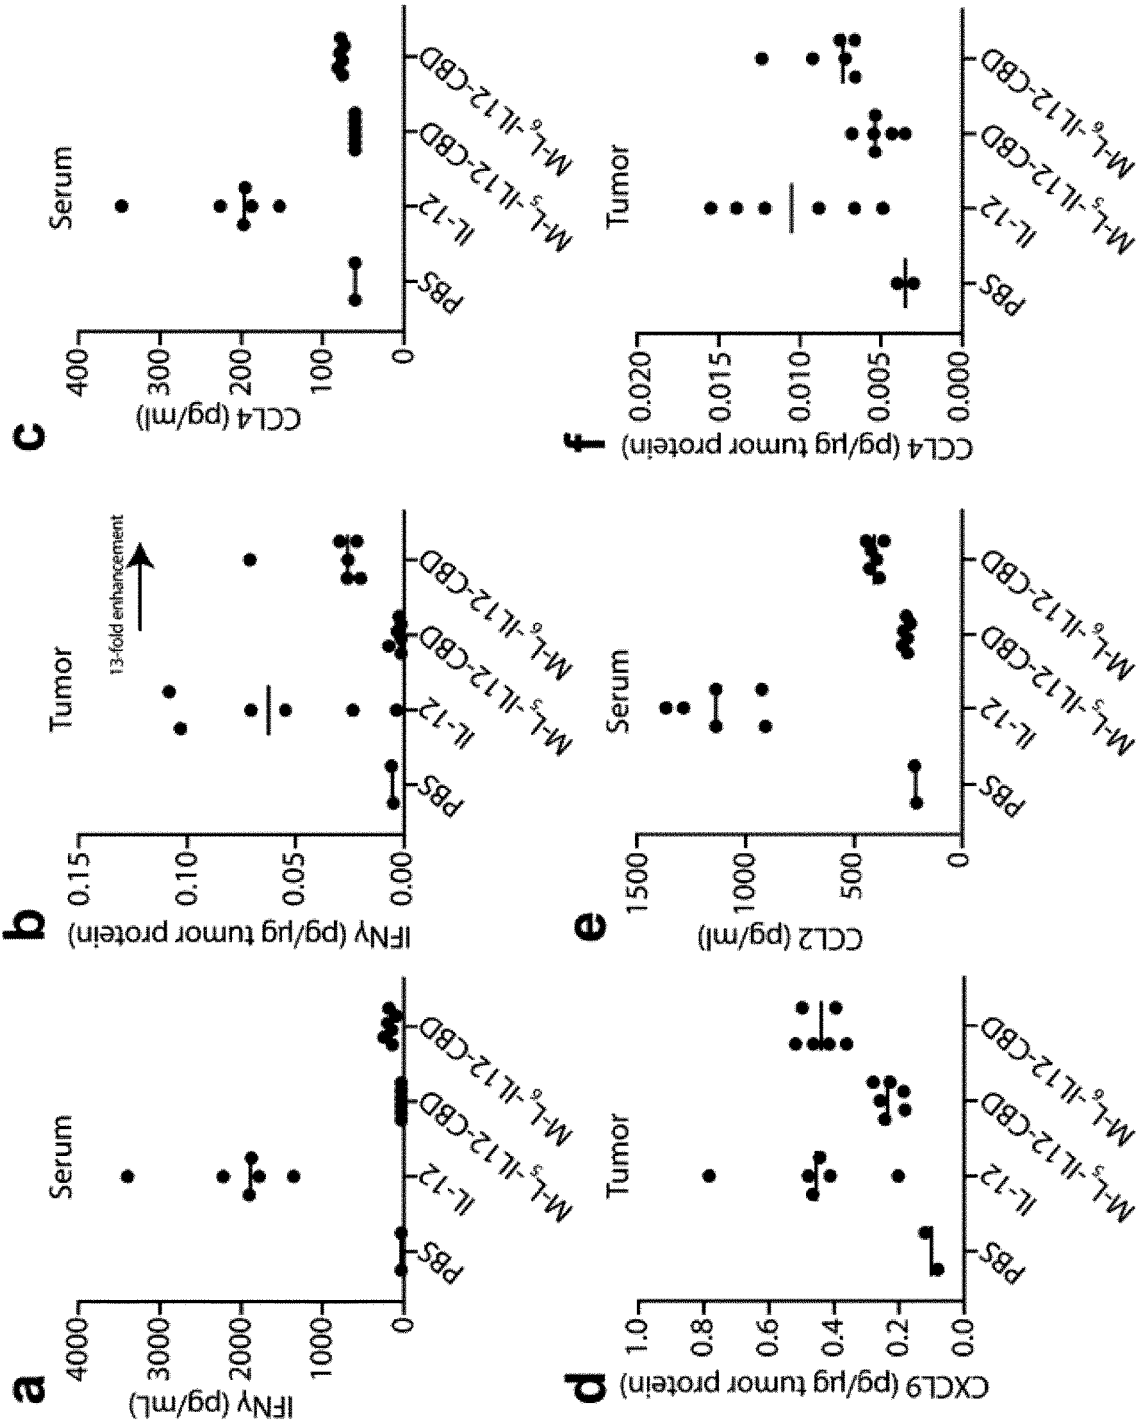 a
Serum
IFNγ (pg/mL)
4000
3000
2000
1000
0
PBS
IL-12
M-L5-IL12-CBD
M-L6-IL12-CBD
b
Tumor
13-fold enhancement
IFNγ (pg/μg tumor protein)
0.15
0.10
0.05
0.00
PBS
IL-12
M-L5-IL12-CBD
M-L6-IL12-CBD
c
Serum
CCL4 (pg/ml)
400
300
200
100
0
PBS
IL-12
M-L5-IL12-CBD
M-L6-IL12-CBD
d
Tumor
CXCL9 (pg/μg tumor protein)
1.0
0.8
0.6
0.4
0.2
0.0
PBS
IL-12
M-L5-IL12-CBD
M-L6-IL12-CBD
e
Serum
CCL2 (pg/ml)
1500
1000
500
0
PBS
IL-12
M-L5-IL12-CBD
M-L6-IL12-CBD
f
Tumor
CCL4 (pg/μg tumor protein)
0.020
0.015
0.010
0.005
0.000
PBS
IL-12
M-L5-IL12-CBD
M-L6-IL12-CBD